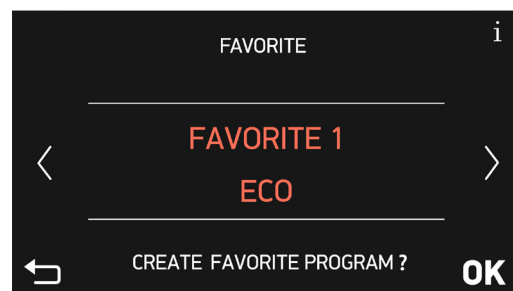 i
FAVORITE
FAVORITE 1
ECO
CREATE FAVORITE PROGRAM ?
OK